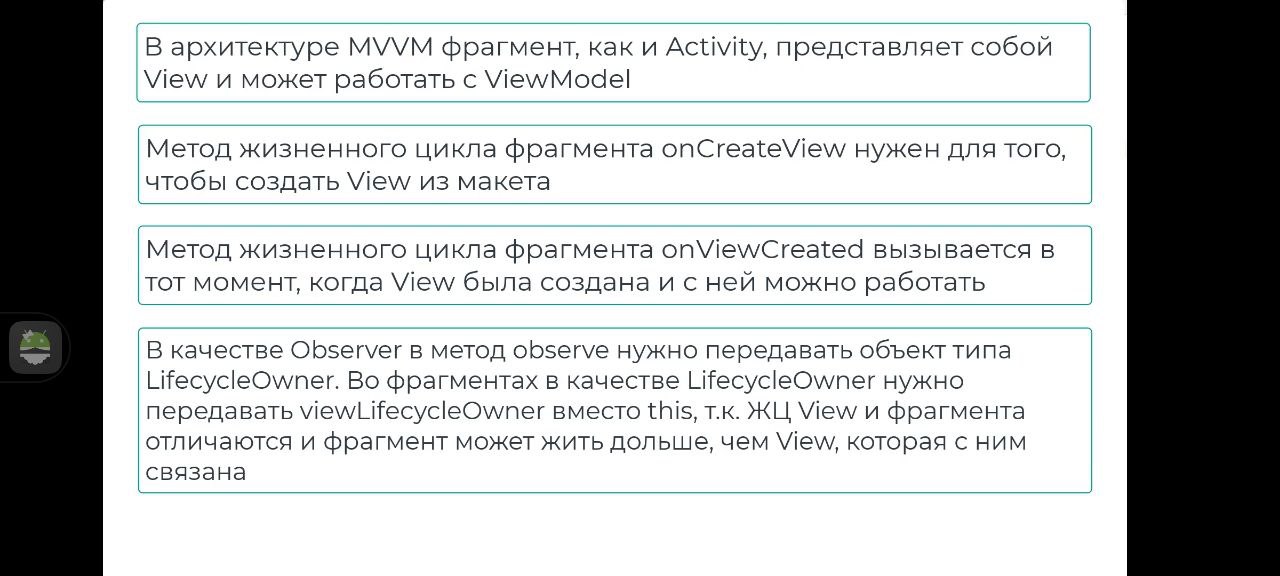 В архитектуре MVVM фрагмент, как и Activity, представляет собой
View и может работать с ViewModel
Метод жизненного цикла фрагмента onCreateView нужен для того,
чтобы создать View из макета
Метод жизненного цикла фрагмента onViewCreated вызывается в
тот момент, когда View была создана и с ней можно работать
В качестве Observer в метод observe нужно передавать объект типа
LifecycleOwner. Во фрагментах в качестве LifecycleOwner нужно
передавать viewLifecycleOwner вместо this, т.к. ЖЦ View и фрагмента
отличаются и фрагмент может жить дольше, чем View, которая с ним
связана